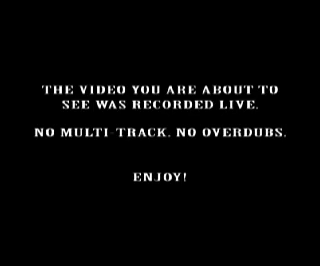 THE VIDEO YOU ARE ABOUT TO
SEE WAS RECORDED LIVE.
NO MULTI-TRACK. NO OVERDUBS.
ENJOY!